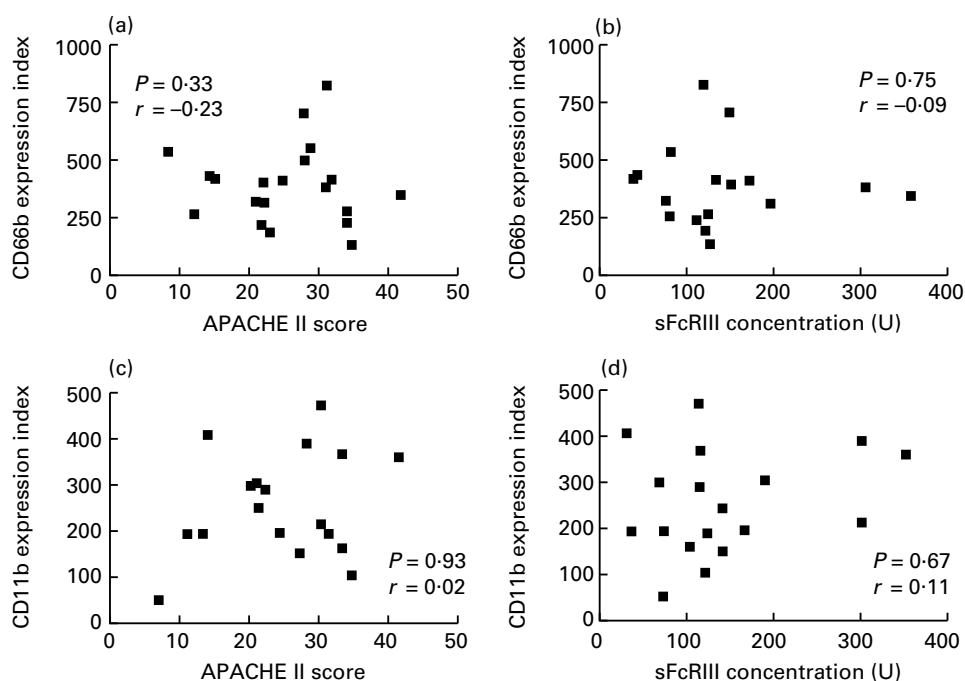 (a)
CD66b expression index
1000
750
500
250
0
P = 0·33
r = –0·23
0 10 20 30 40 50
APACHE II score
(b)
CD66b expression index
1000
750
500
250
0
P = 0·75
r = –0·09
0 100 200 300 400
sFcRIII concentration (U)
(c)
CD11b expression index
500
400
300
200
100
0
P = 0·93
r = 0·02
0 10 20 30 40 50
APACHE II score
(d)
CD11b expression index
500
400
300
200
100
0
P = 0·67
r = 0·11
0 100 200 300 400
sFcRIII concentration (U)